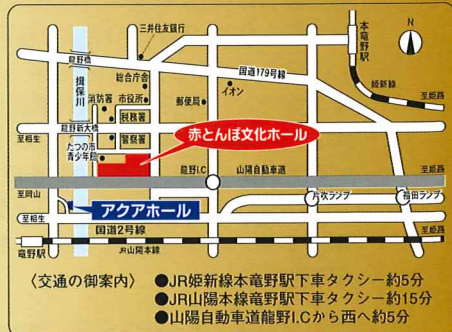 三井住友銀行
本竜野駅
N
龍野橋
国道179号線
姫新線
至姫路
総合庁舎
揖保川
消防署
市役所
郵便局
イオン
税務署
龍野新大橋
至相生
警察署
赤とんぼ文化ホール
たつの市
青少年館
龍野I.C
山陽自動車道
至姫路
至岡山
片吹ランプ
福田ランプ
アクアホール
至相生
国道2号線
至姫路
竜野駅
JR山陽本線
〈交通の御案内〉
●JR姫新線本竜野駅下車タクシー約5分
●JR山陽本線竜野駅下車タクシー約15分
●山陽自動車道龍野I.Cから西へ約5分